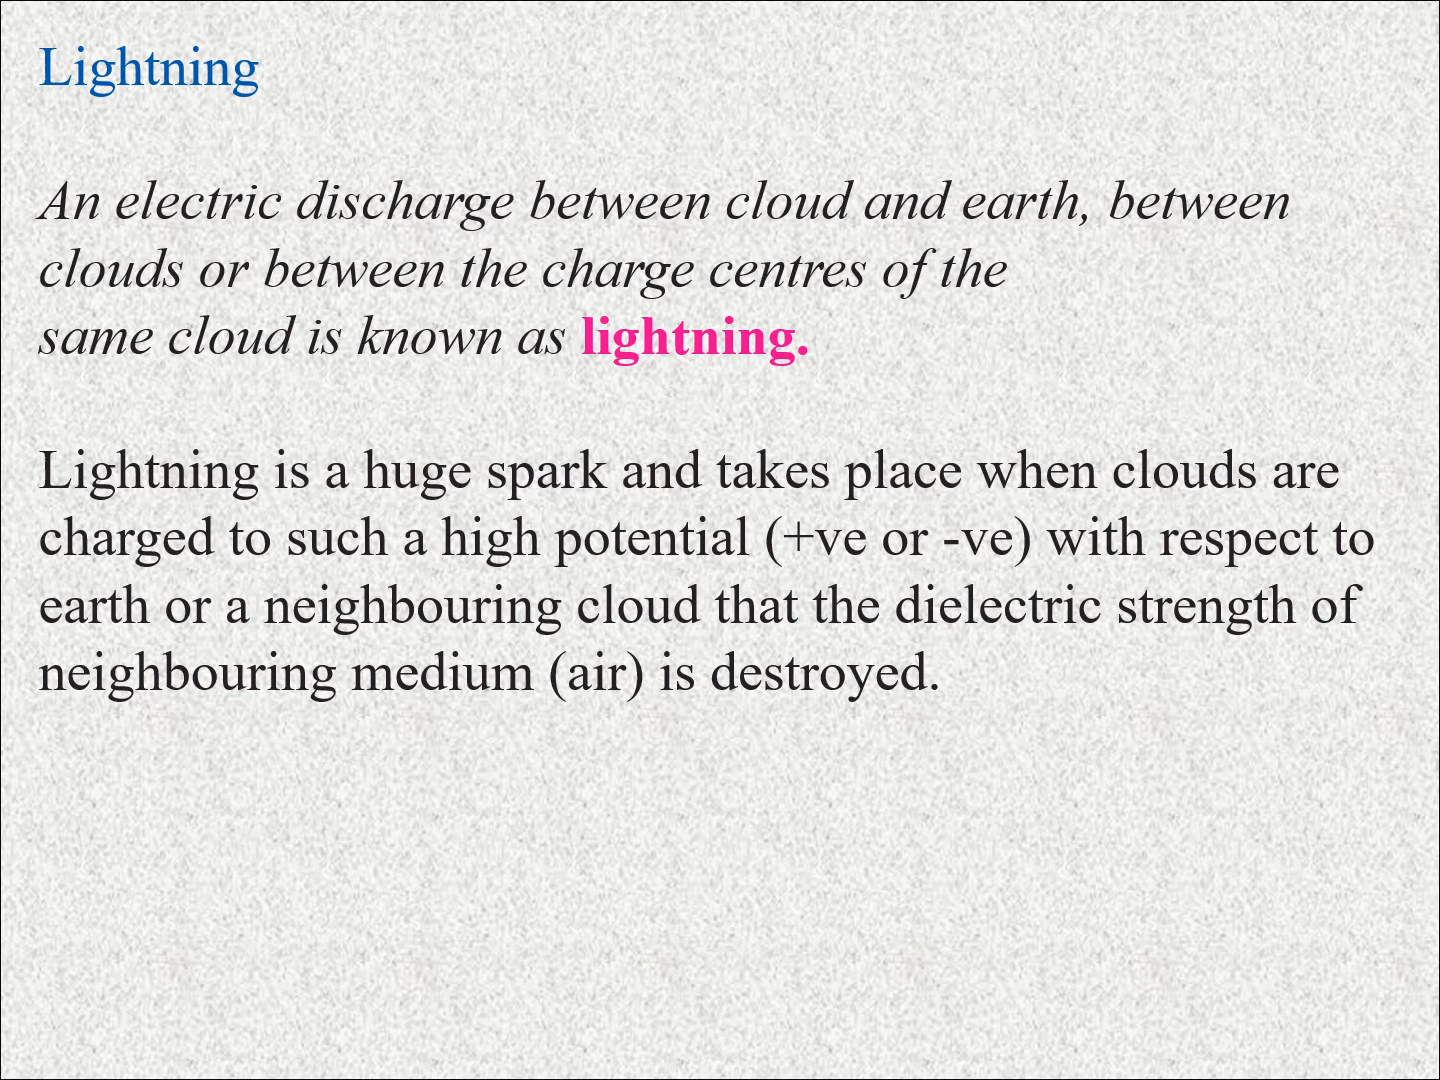 Lightning
An electric discharge between cloud and earth, between
clouds or between the charge centres of the
same cloud is known as lightning.
Lightning is a huge spark and takes place when clouds are
charged to such a high potential (+ve or -ve) with respect to
earth or a neighbouring cloud that the dielectric strength of
neighbouring medium (air) is destroyed.